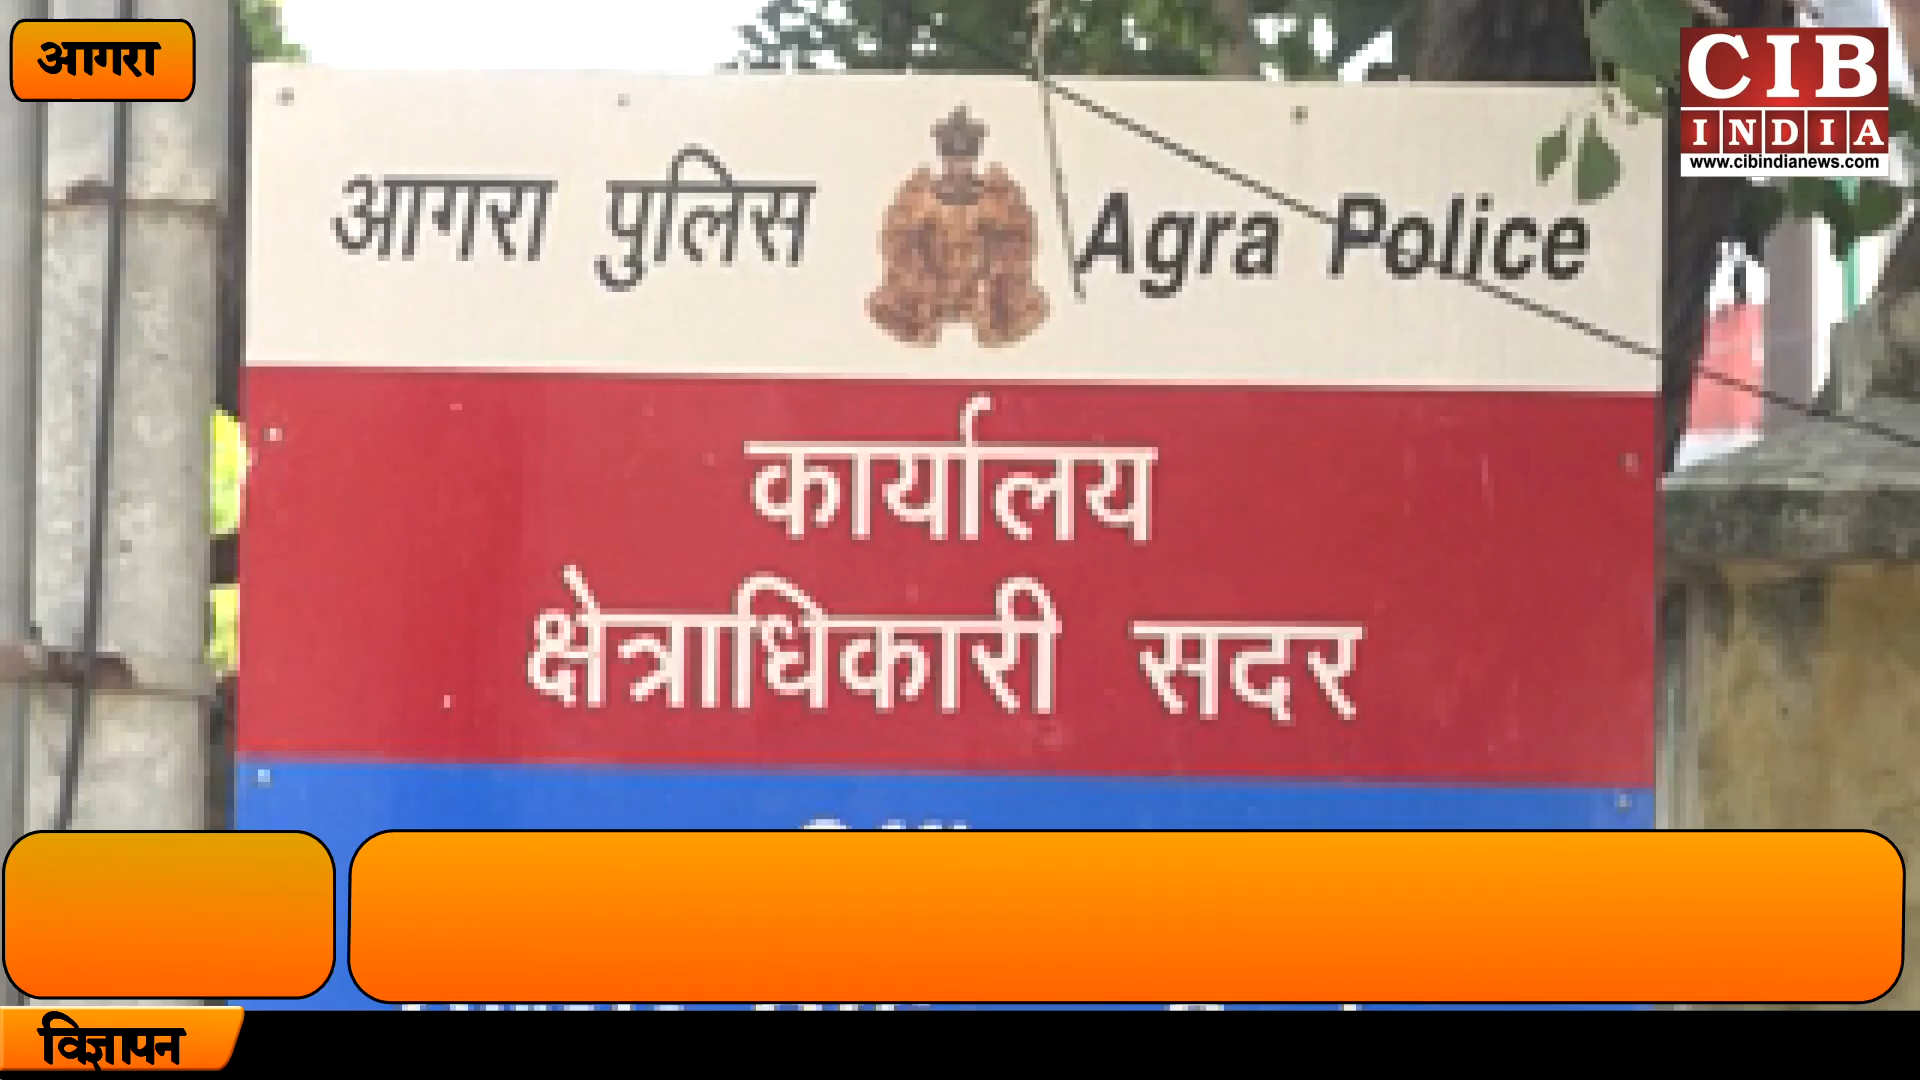 आगरा
CIB
INDIA
www.cibindianews.com
आगरा पुलिस Agra Police
कार्यालय
क्षेत्राधिकारी सदर
विज्ञापन